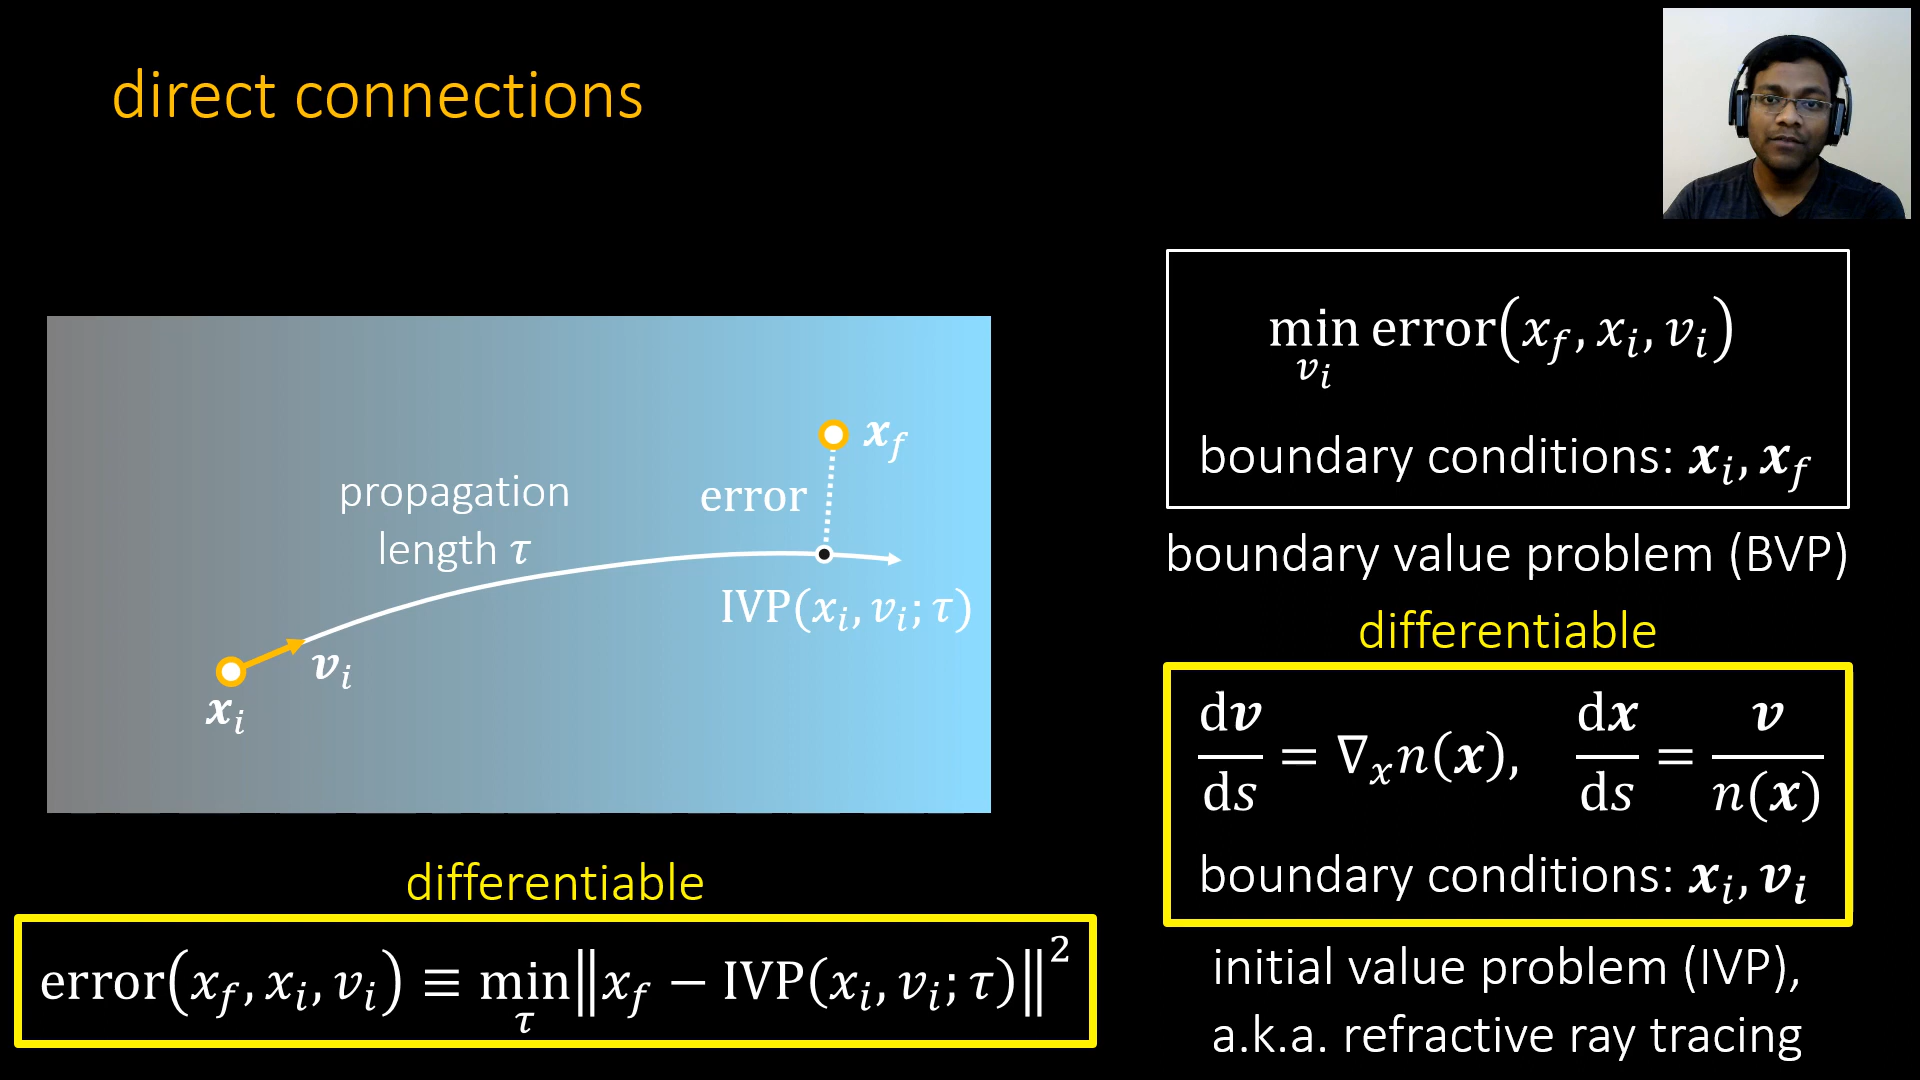 direct connections
propagation
length τ
error
x_f
IVP(x_i, v_i; τ)
v_i
x_i
differentiable
error(x_f, x_i, v_i) ≡ min_τ ‖x_f − IVP(x_i, v_i; τ)‖²
min_{v_i} error(x_f, x_i, v_i)
boundary conditions: x_i, x_f
boundary value problem (BVP)
differentiable
dv/ds = ∇_x n(x), dx/ds = v/n(x)
boundary conditions: x_i, v_i
initial value problem (IVP),
a.k.a. refractive ray tracing